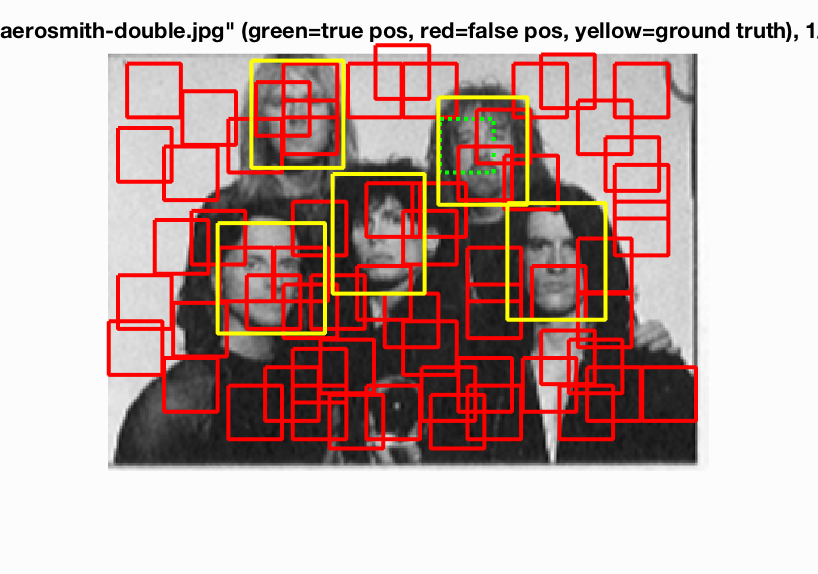 aerosmith-double.jpg" (green=true pos, red=false pos, yellow=ground truth), 1